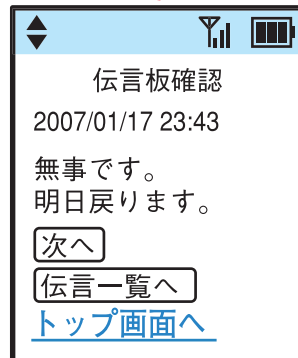 伝言板確認
2007/01/17 23:43
無事です。
明日戻ります。
次へ
伝言一覧へ
トップ画面へ